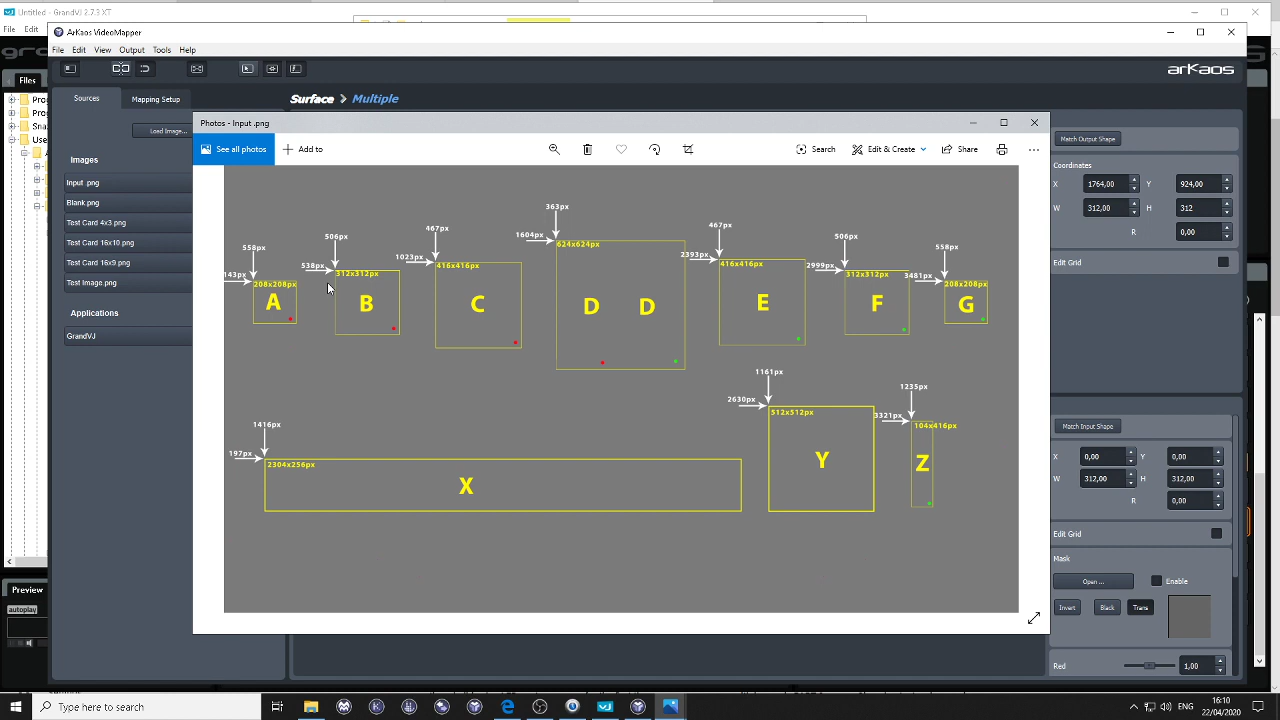 GrandVJ 2.7.3 XT
File
Edit
ArKaos VideoMapper
File Edit View Output Tools Help
arkaos
Files
Sources
Mapping Setup
Surface > Multiple
Load Image...
Images
Input .png
Blank.png
Test Card 4x3 png
Test Card 16x10 png
Test Card 16x9.png
Test Image.png
Applications
GrandVJ
Preview
autoplay
Photos - Input .png
See all photos
Add to
Search
Edit & Create
Share
558px
143px
208x208px
A
506px
538px
312x312px
B
467px
1023px
416x416px
C
363px
1604px
624x624px
D D
467px
2393px
416x416px
E
506px
2999px
312x312px
F
558px
3481px
208x208px
G
1416px
197px
2304x256px
X
1161px
2630px
512x512px
Y
1235px
3321px
104x416px
Z
Match Output Shape
Coordinates
X 1764,00 Y 524,00
W 312,00 H 312
R 0,00
Edit Grid
Match Input Shape
X 0,00 Y 0,00
W 312,00 H 312,00
R 0,00
Edit Grid
Mask
Open ...
Enable
Invert Black Trans
Red 1,00
Type here to search
ENG
16:10
22/04/2020